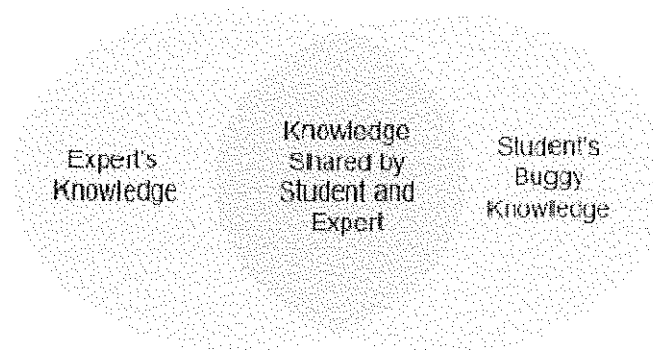 Expert's
Knowledge
Knowledge
Shared by
Student and
Expert
Student's
Buggy
Knowledge